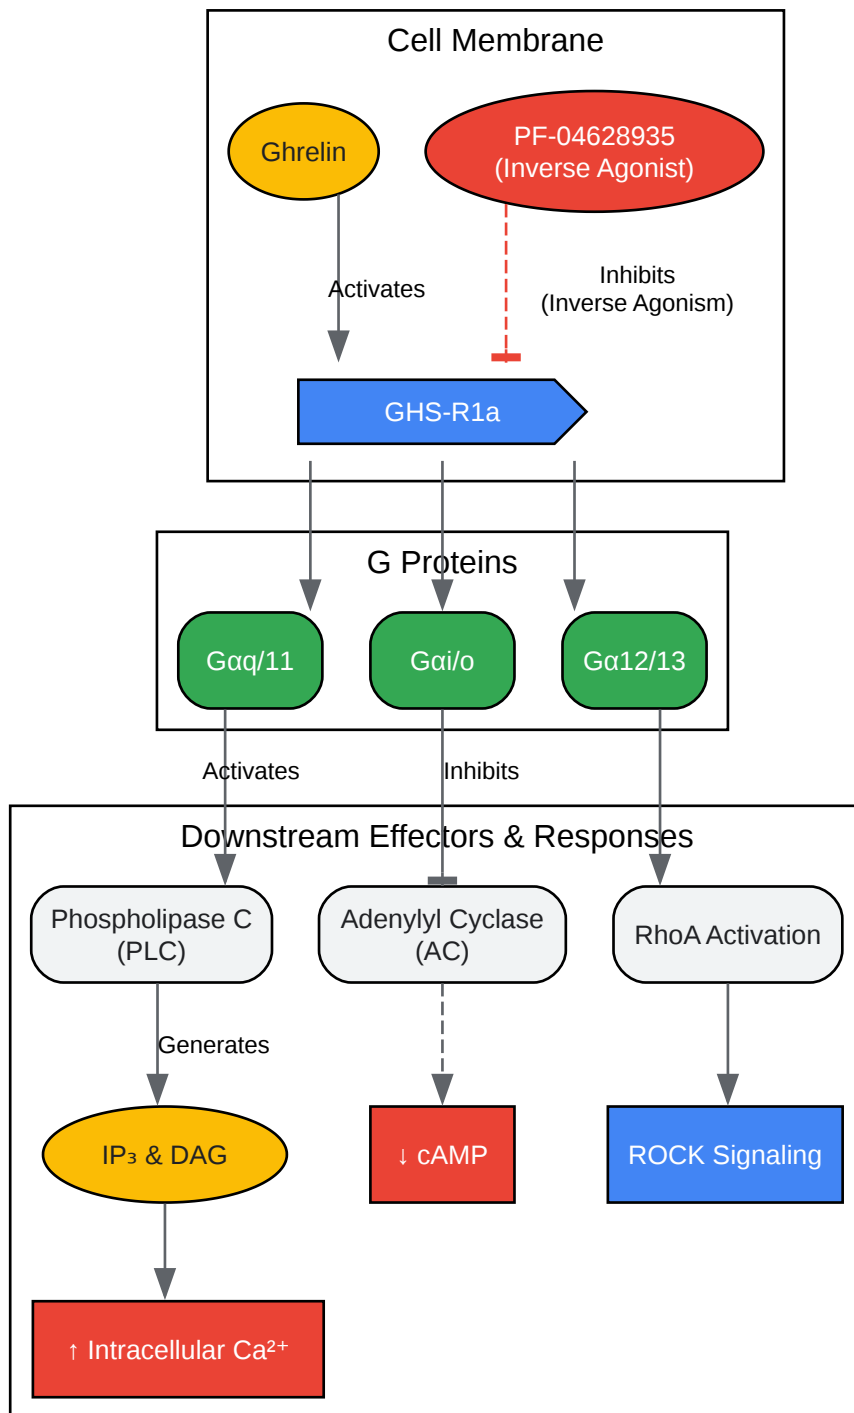 Cell Membrane
Ghrelin
PF-04628935
(Inverse Agonist)
Activates
Inhibits
(Inverse Agonism)
GHS-R1a
G Proteins
Gαq/11
Gαi/o
Gα12/13
Activates
Inhibits
Downstream Effectors & Responses
Phospholipase C
(PLC)
Adenylyl Cyclase
(AC)
RhoA Activation
Generates
IP₃ & DAG
↓ cAMP
ROCK Signaling
↑ Intracellular Ca²⁺